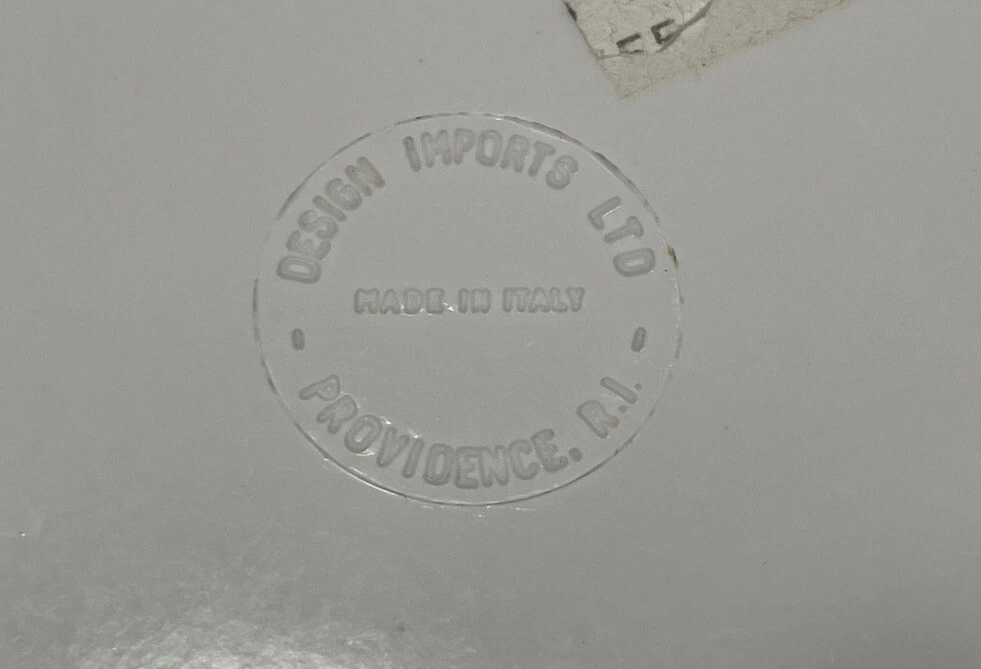 DESIGN IMPORTS LTD
MADE IN ITALY
PROVIDENCE, R.I.